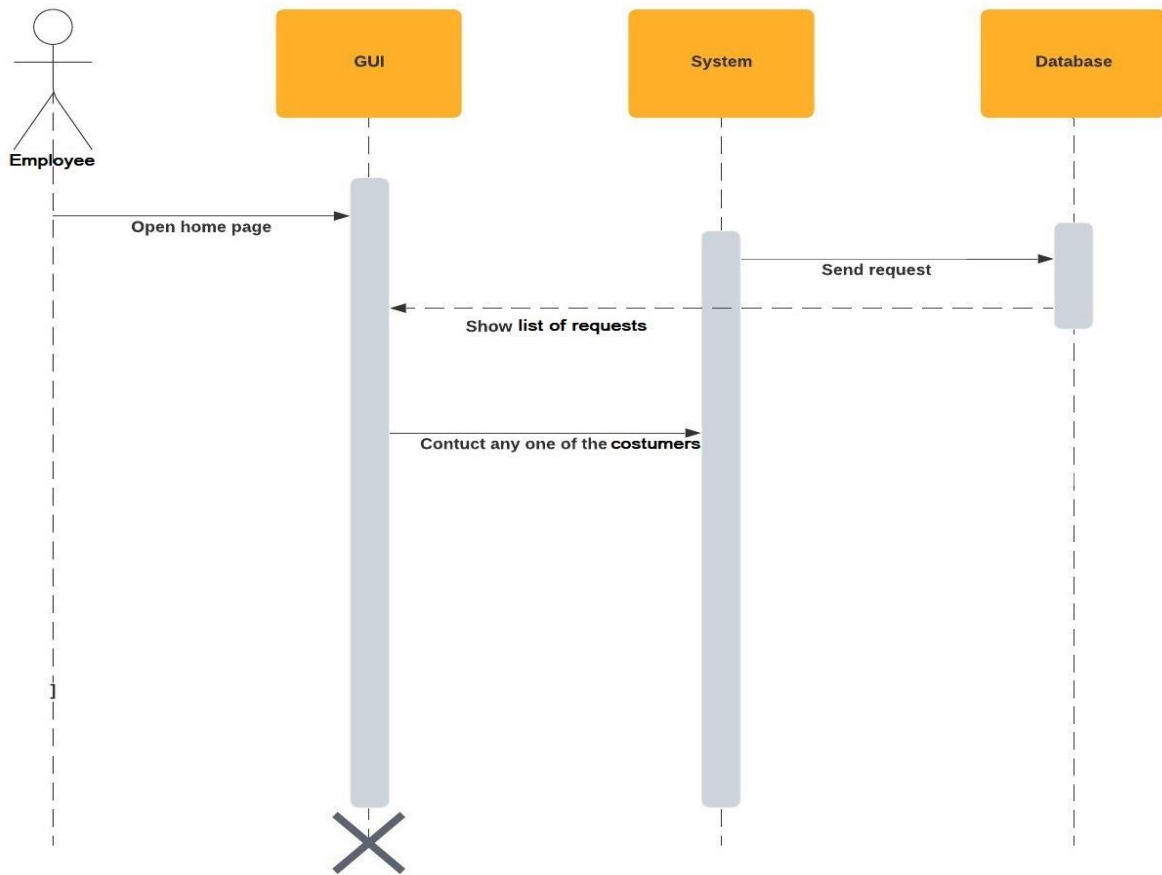 GUI
System
Database
Employee
Open home page
Send request
Show list of requests
Contuct any one of the costumers
]